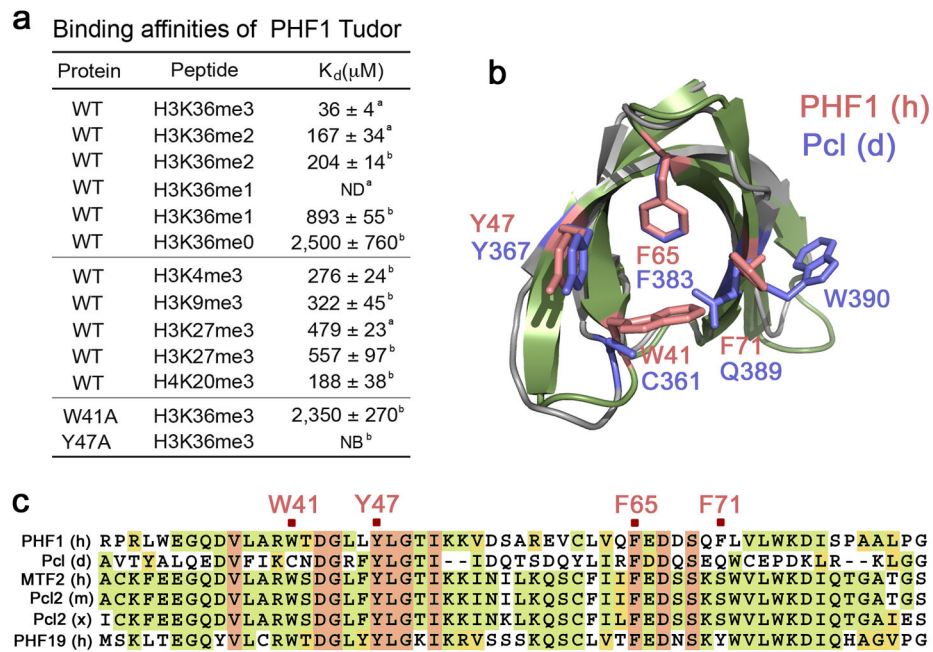 a
Binding affinities of PHF1 Tudor
Protein Peptide Kd(μM)
WT H3K36me3 36 ± 4ᵃ
WT H3K36me2 167 ± 34ᵃ
WT H3K36me2 204 ± 14ᵇ
WT H3K36me1 NDᵃ
WT H3K36me1 893 ± 55ᵇ
WT H3K36me0 2,500 ± 760ᵇ
WT H3K4me3 276 ± 24ᵇ
WT H3K9me3 322 ± 45ᵇ
WT H3K27me3 479 ± 23ᵃ
WT H3K27me3 557 ± 97ᵇ
WT H4K20me3 188 ± 38ᵇ
W41A H3K36me3 2,350 ± 270ᵇ
Y47A H3K36me3 NBᵇ
b
PHF1 (h)
Pcl (d)
Y47
Y367
F65
F383
W390
W41
C361
F71
Q389
c
W41 Y47 F65 F71
PHF1 (h) RPRLWEGQDVLARWTDGLLYLGTIKKVDSAREVCLVQFEDDSQFLVLWKDISPAALPG
Pcl (d) AVTYALQEDVFIKCNDGRFYLGTI--IDQTSDQYLIRFDDQSEQWCEPDKLR--KLGG
MTF2 (h) ACKFEEGQDVLARWSDGLFYLGTIKKINILKQSCFIIFEDSSKSWVLWKDIQTGATGS
Pcl2 (m) ACKFEEGQDVLARWSDGLFYLGTIKKINILKQSCFIIFEDSSKSWVLWKDIQTGATGS
Pcl2 (x) ICKFEEGQDVLARWSDGLFYLGTIKKINILKQSCFILFEDSSKSWVLWKDIQTGAIES
PHF19 (h) MSKLTEGQYVLCRWTDGLYYLGKIKRVSSSKQSCLVTFEDNSKYWVLWKDIQHAGVPG